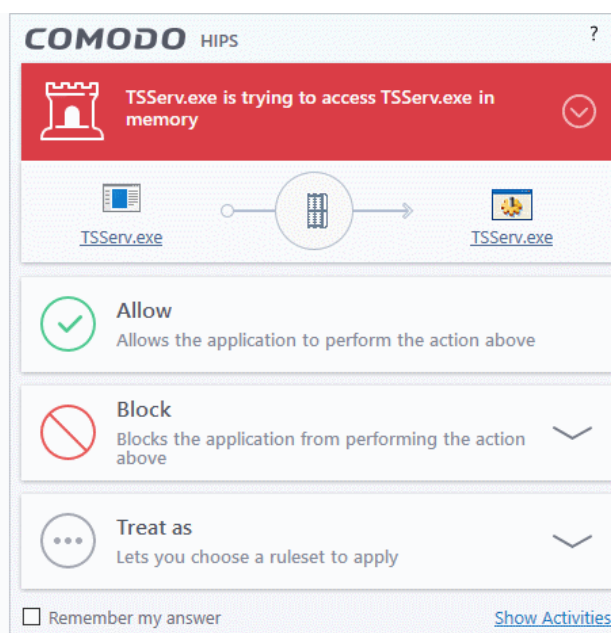 COMODO HIPS ?
TSServ.exe is trying to access TSServ.exe in
memory
TSServ.exe TSServ.exe
Allow
Allows the application to perform the action above
Block
Blocks the application from performing the action
above
Treat as
Lets you choose a ruleset to apply
Remember my answer Show Activities